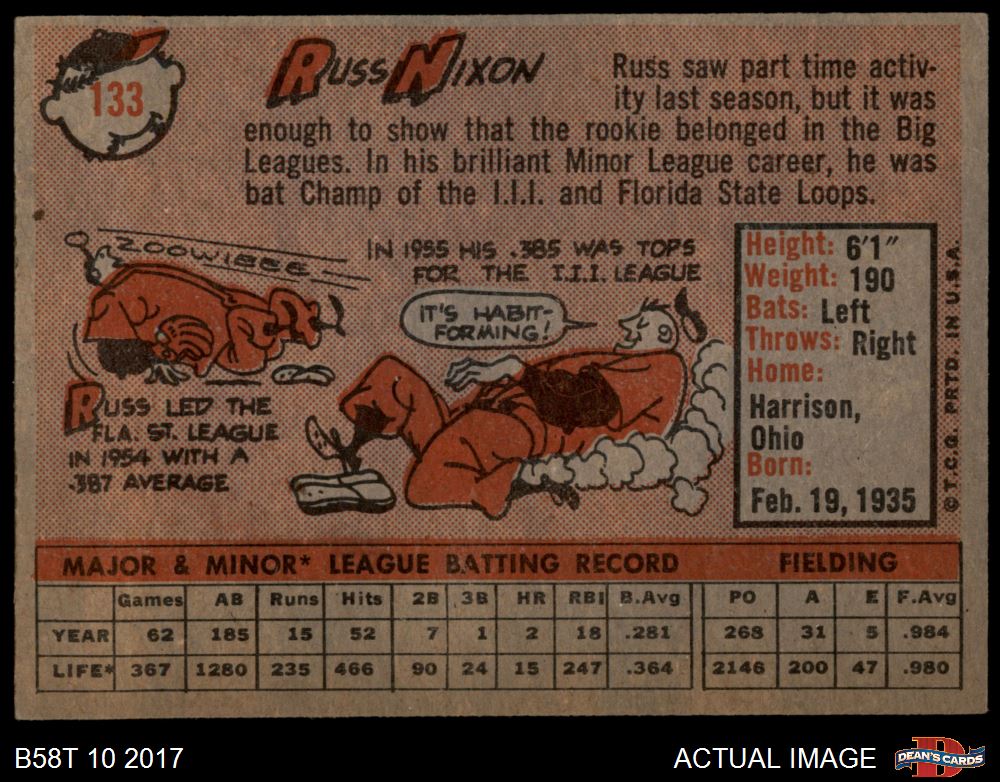 133
RUSS NIXON
Russ saw part time activ-
ity last season, but it was
enough to show that the rookie belonged in the Big
Leagues. In his brilliant Minor League career, he was
bat Champ of the I.I.I. and Florida State Loops.
ZOOWIEEE
IN 1955 HIS .385 WAS TOPS
FOR THE I.I.I. LEAGUE
IT'S HABIT-
FORMING!
RUSS LED THE
FLA. ST. LEAGUE
IN 1954 WITH A
.387 AVERAGE
Height: 6'1"
Weight: 190
Bats: Left
Throws: Right
Home:
Harrison,
Ohio
Born:
Feb. 19, 1935
© T.C.G. PRTD. IN U.S.A.
MAJOR & MINOR* LEAGUE BATTING RECORD FIELDING
Games AB Runs Hits 2B 3B HR RBI B.Avg PO A E F.Avg
YEAR 62 185 15 52 7 1 2 18 .281 268 31 5 .984
LIFE* 367 1280 235 466 90 24 15 247 .364 2146 200 47 .980
B58T 10 2017
ACTUAL IMAGE
D
DEAN'S CARDS